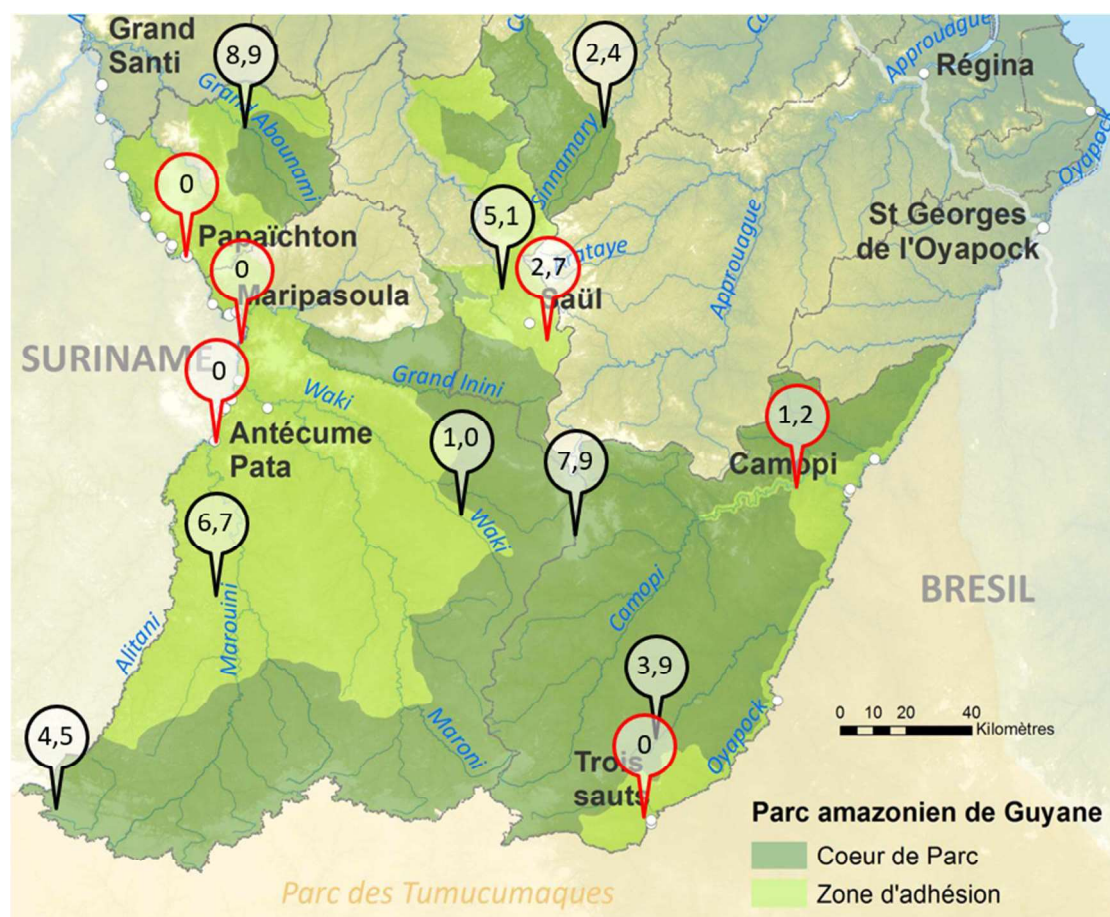 Grand
Santi
8,9
Grand Abounami
2,4
Approuague
Régina
Oyapock
Sinnamary
0
Papaïchton
5,1
St Georges
de l'Oyapock
Approuague
0
Maripasoula
2,7
Saül
SURINAME
0
Waki
Grand Inini
Antécume
Pata
1,0
7,9
1,2
Camopi
6,7
Waki
Camopi
BRESIL
Alitani
Marouini
3,9
0
10
20
40
Kilomètres
4,5
Maroni
0
Trois
sauts
Oyapock
Parc amazonien de Guyane
Coeur de Parc
Zone d'adhésion
Parc des Tumucumaques